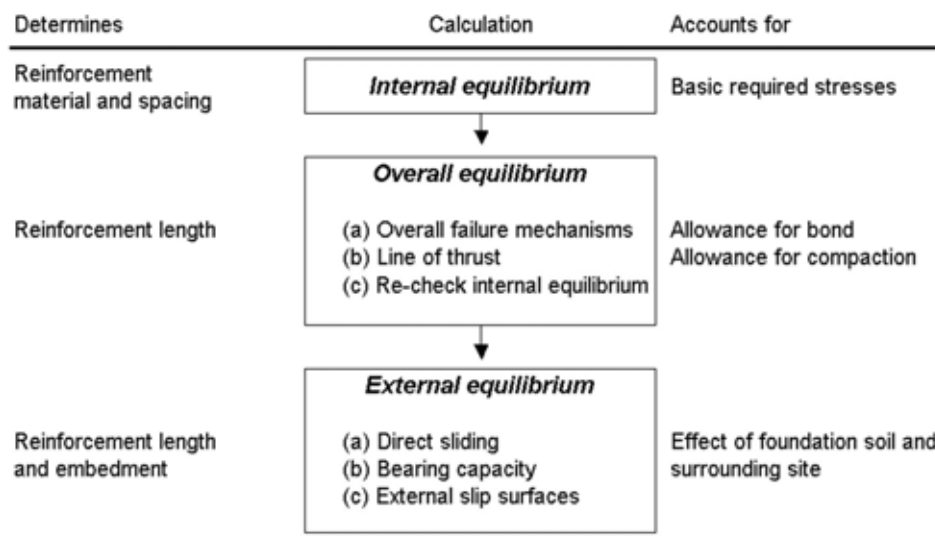 Determines Calculation Accounts for
Reinforcement
material and spacing
Internal equilibrium
Basic required stresses
Overall equilibrium
Reinforcement length
(a) Overall failure mechanisms
(b) Line of thrust
(c) Re-check internal equilibrium
Allowance for bond
Allowance for compaction
External equilibrium
Reinforcement length
and embedment
(a) Direct sliding
(b) Bearing capacity
(c) External slip surfaces
Effect of foundation soil and
surrounding site